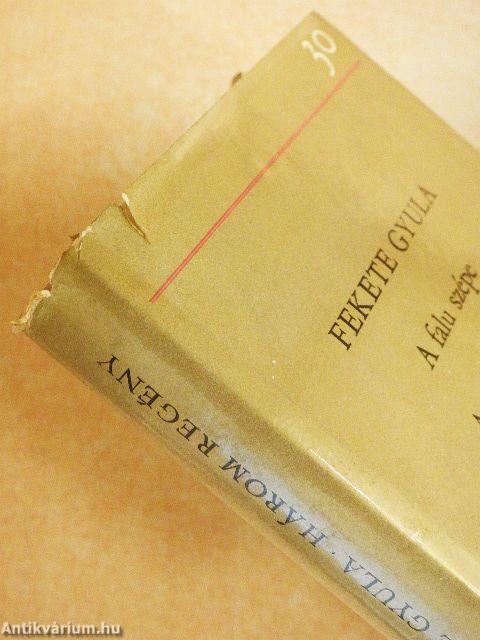 30
FEKETE GYULA
A falu szépe
GYULA · HÁROM REGÉNY
Antikvárium.hu